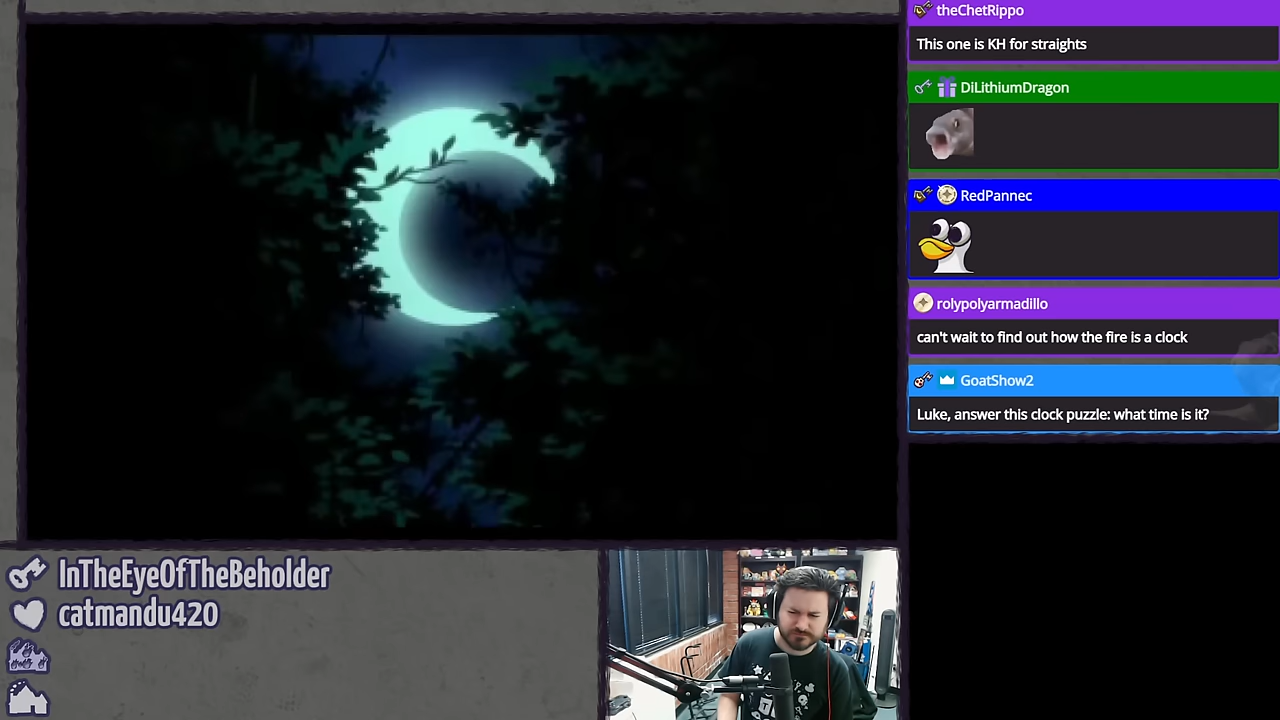 theChetRippo
This one is KH for straights
DiLithiumDragon
RedPannec
rolypolyarmadillo
can't wait to find out how the fire is a clock
GoatShow2
Luke, answer this clock puzzle: what time is it?
InTheEyeOfTheBeholder
catmandu420